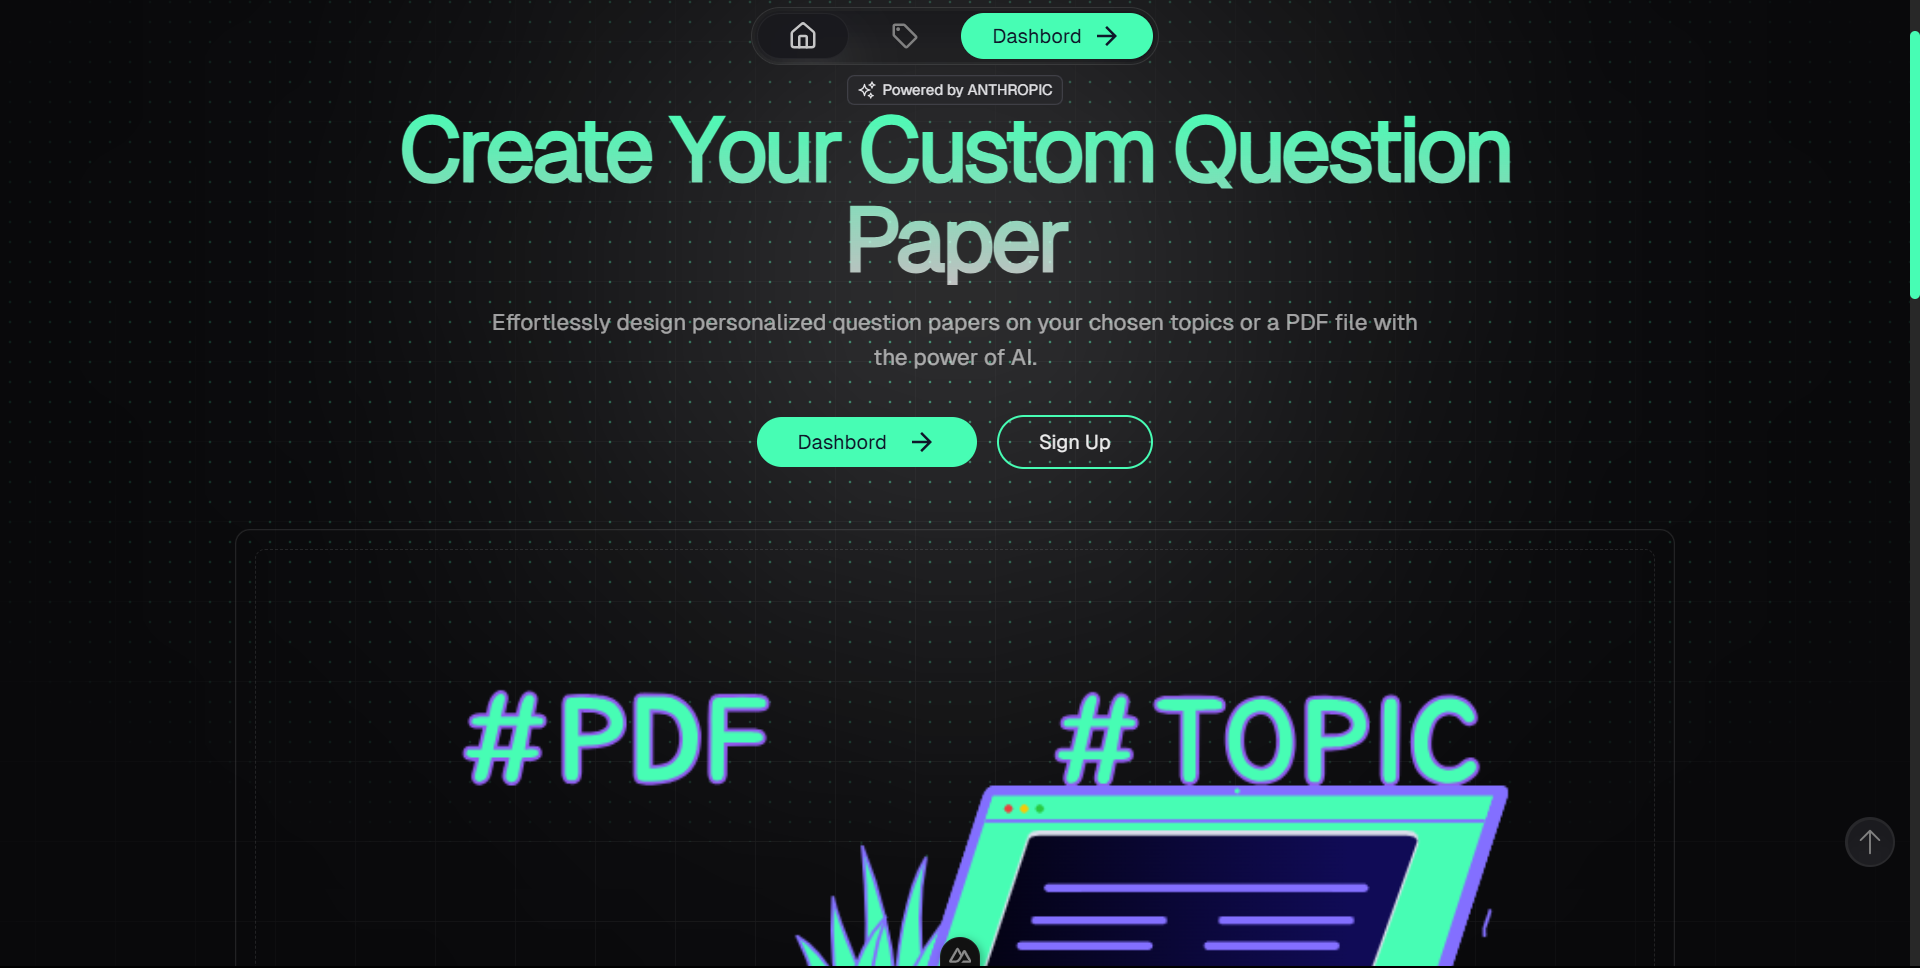 Dashbord
Powered by ANTHROPIC
Create Your Custom Question
Paper
Effortlessly design personalized question papers on your chosen topics or a PDF file with
the power of AI.
Dashbord
Sign Up
#PDF
#TOPIC